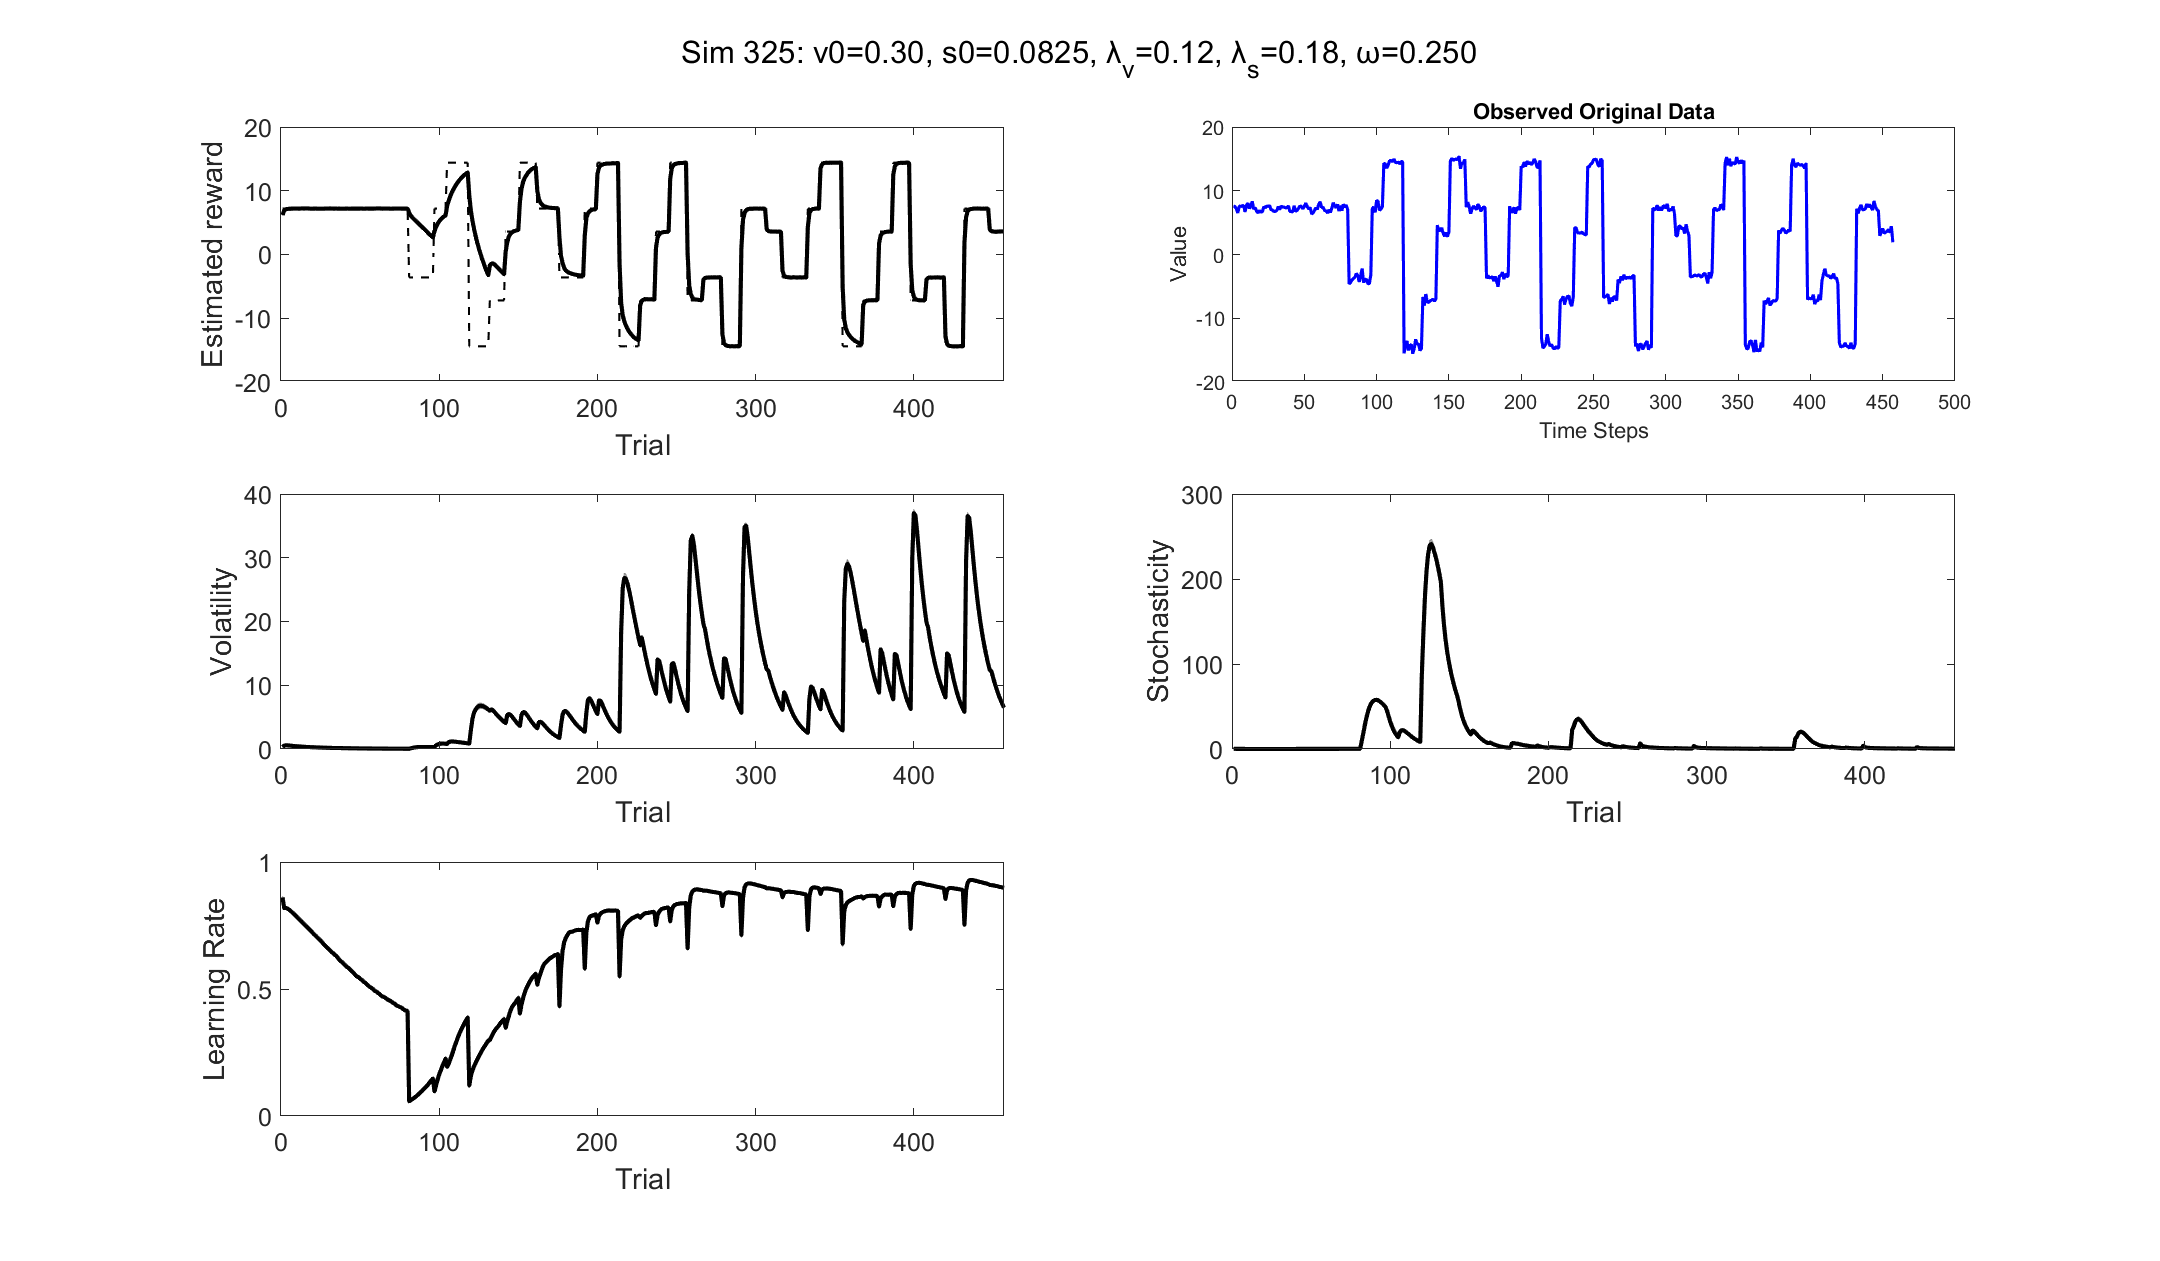 Sim 325: v0=0.30, s0=0.0825, λv=0.12, λs=0.18, ω=0.250
Estimated reward
20
10
0
-10
-20
0 100 200 300 400
Trial
Observed Original Data
Value
20
10
0
-10
-20
0 50 100 150 200 250 300 350 400 450 500
Time Steps
Volatility
40
30
20
10
0
0 100 200 300 400
Trial
Stochasticity
300
200
100
0
0 100 200 300 400
Trial
Learning Rate
1
0.5
0
0 100 200 300 400
Trial